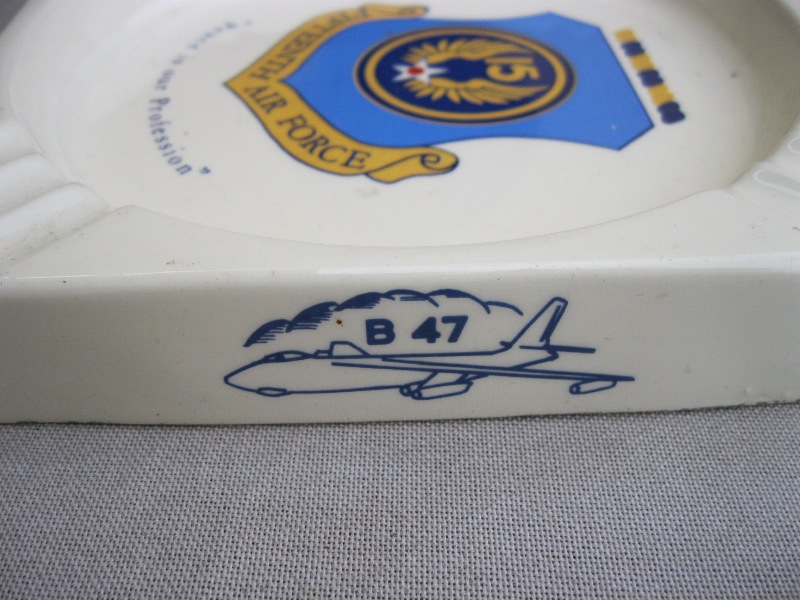 "Peace is our Profession"
FIFTEENTH
AIR FORCE
15
B 47